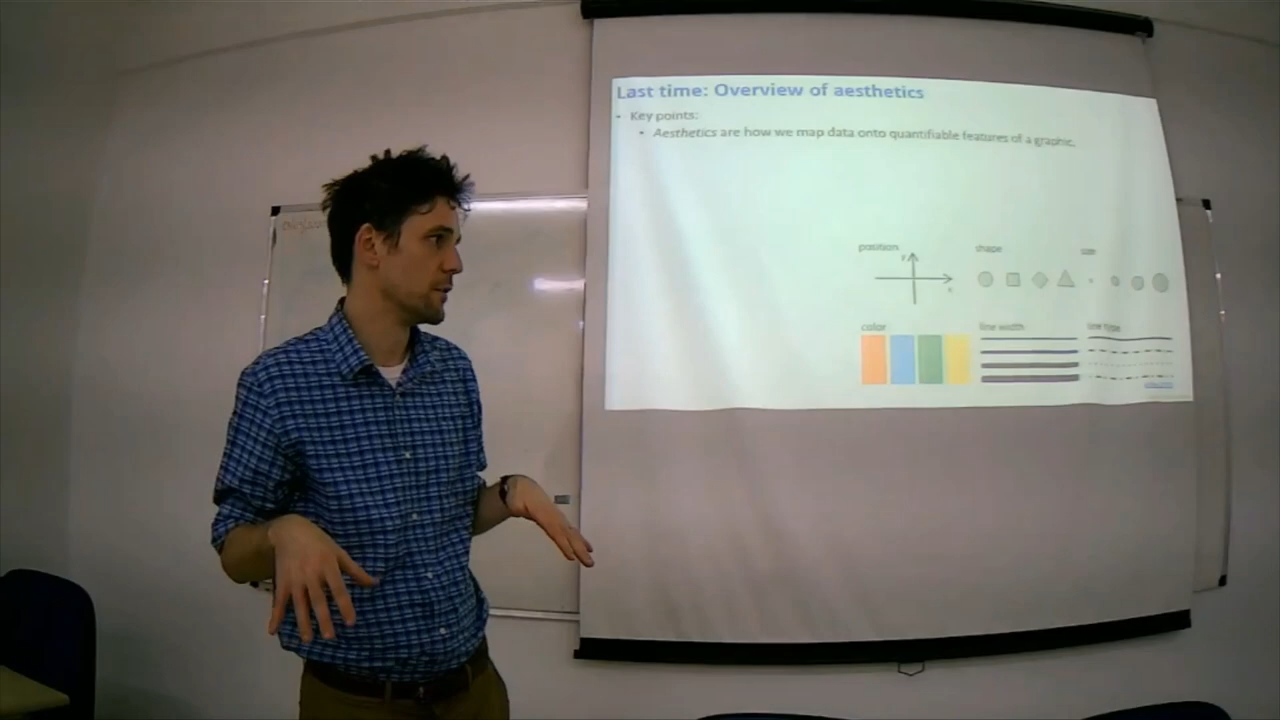 Last time: Overview of aesthetics
• Key points:
• Aesthetics are how we map data onto quantifiable features of a graphic.
position
shape
size
y
x
color
line width
line type